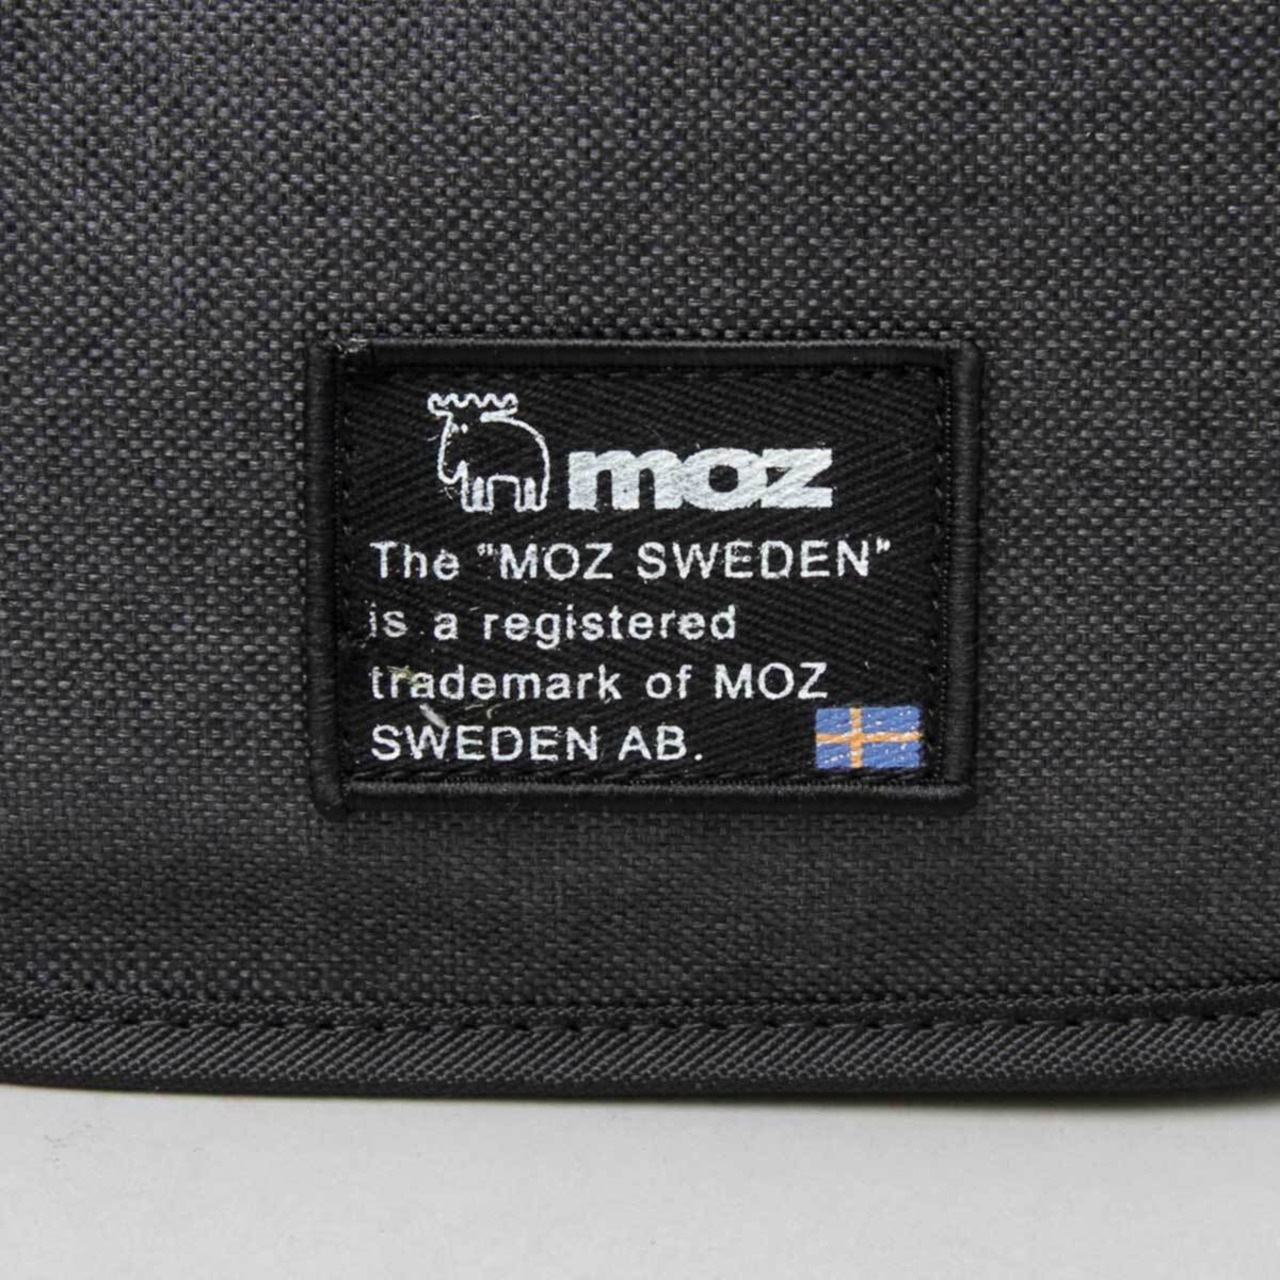 moz
The "MOZ SWEDEN"
is a registered
trademark of MOZ
SWEDEN AB.